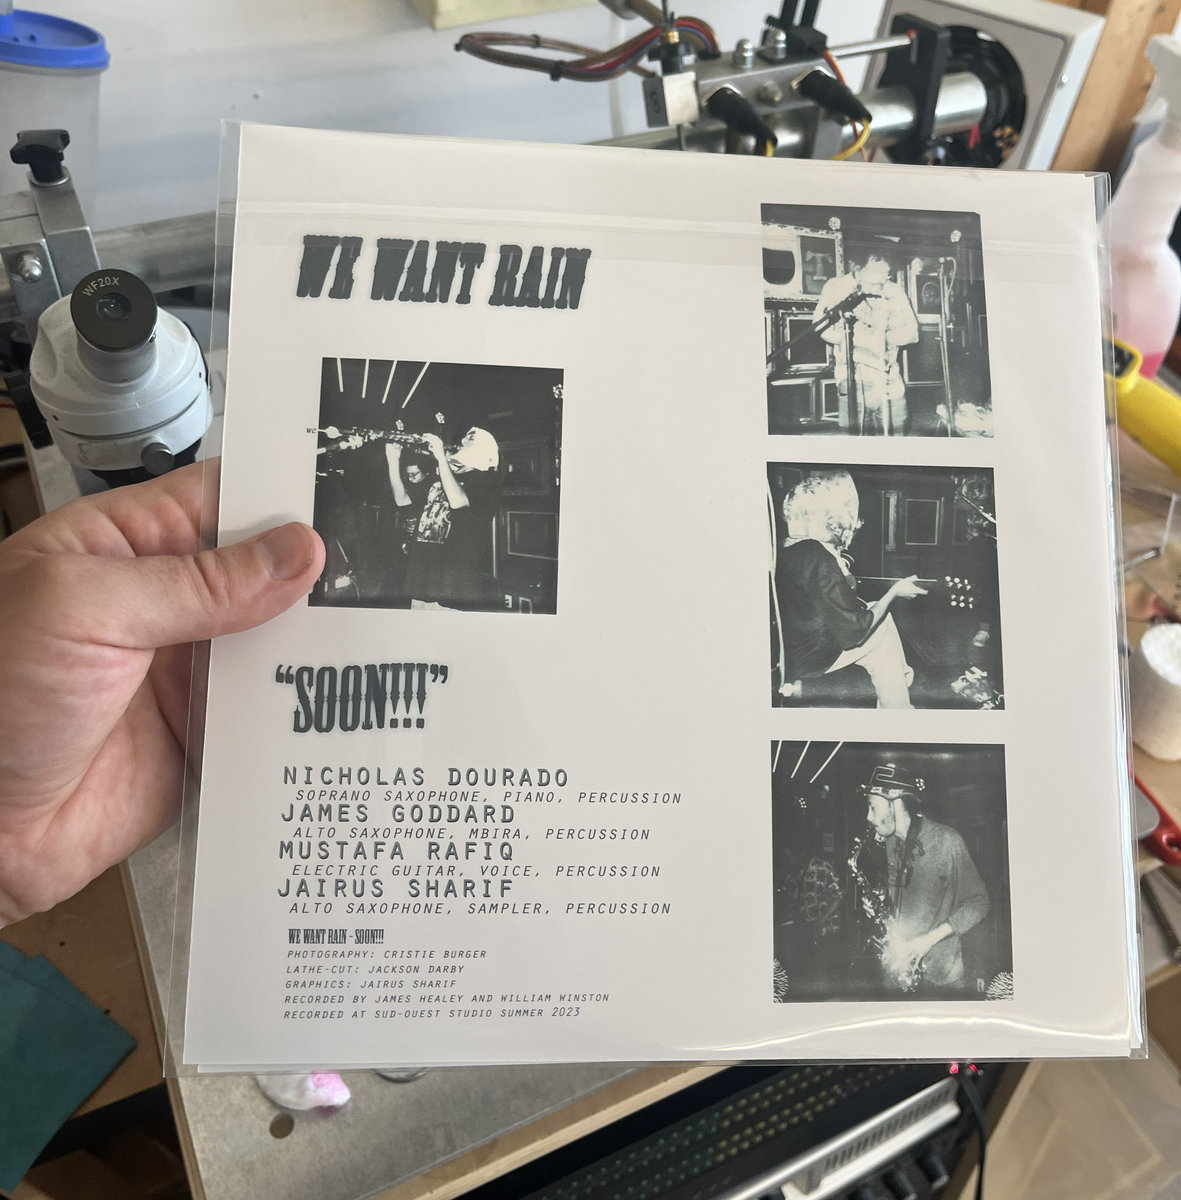 WF20X
WE WANT RAIN
WC
"SOON!!!"
NICHOLAS DOURADO
SOPRANO SAXOPHONE, PIANO, PERCUSSION
JAMES GODDARD
ALTO SAXOPHONE, MBIRA, PERCUSSION
MUSTAFA RAFIQ
ELECTRIC GUITAR, VOICE, PERCUSSION
JAIRUS SHARIF
ALTO SAXOPHONE, SAMPLER, PERCUSSION
WE WANT RAIN - SOON!!!
PHOTOGRAPHY: CRISTIE BURGER
LATHE-CUT: JACKSON DARBY
GRAPHICS: JAIRUS SHARIF
RECORDED BY JAMES HEALEY AND WILLIAM WINSTON
RECORDED AT SUD-OUEST STUDIO SUMMER 2023